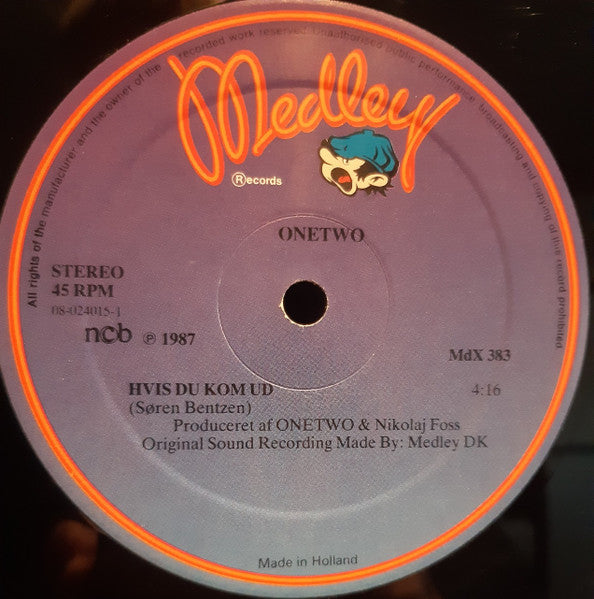 All rights of the manufacturer and the owner of the recorded work reserved. Unauthorised public performance, broadcasting and copying of this record prohibited
Medley
Ⓡecords
ONETWO
STEREO
45 RPM
08-024015-1
ncb ℗ 1987
MdX 383
HVIS DU KOM UD 4:16
(Søren Bentzen)
Produceret af ONETWO & Nikolaj Foss
Original Sound Recording Made By: Medley DK
Made in Holland